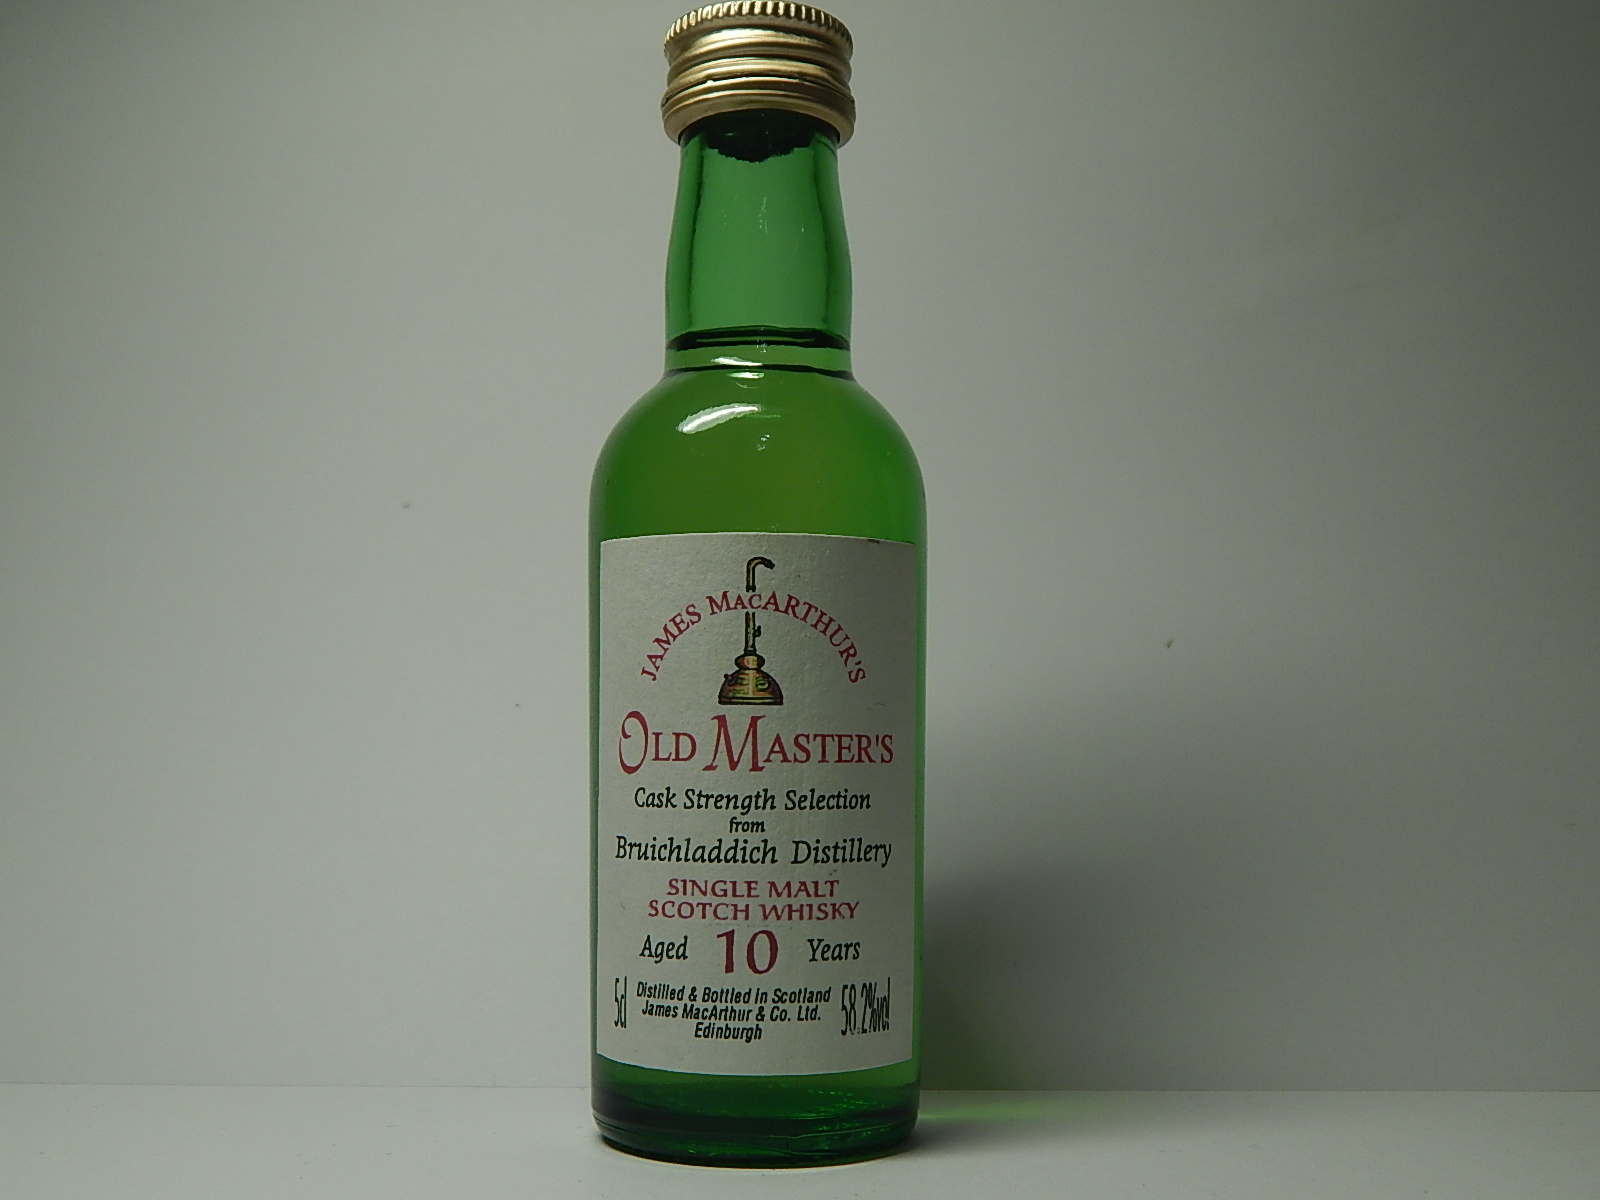 JAMES MACARTHUR'S
OLD MASTER'S
Cask Strength Selection
from
Bruichladdich Distillery
SINGLE MALT
SCOTCH WHISKY
Aged 10 Years
5cl
Distilled & Bottled in Scotland
James MacArthur & Co. Ltd.
Edinburgh
58.2%vol